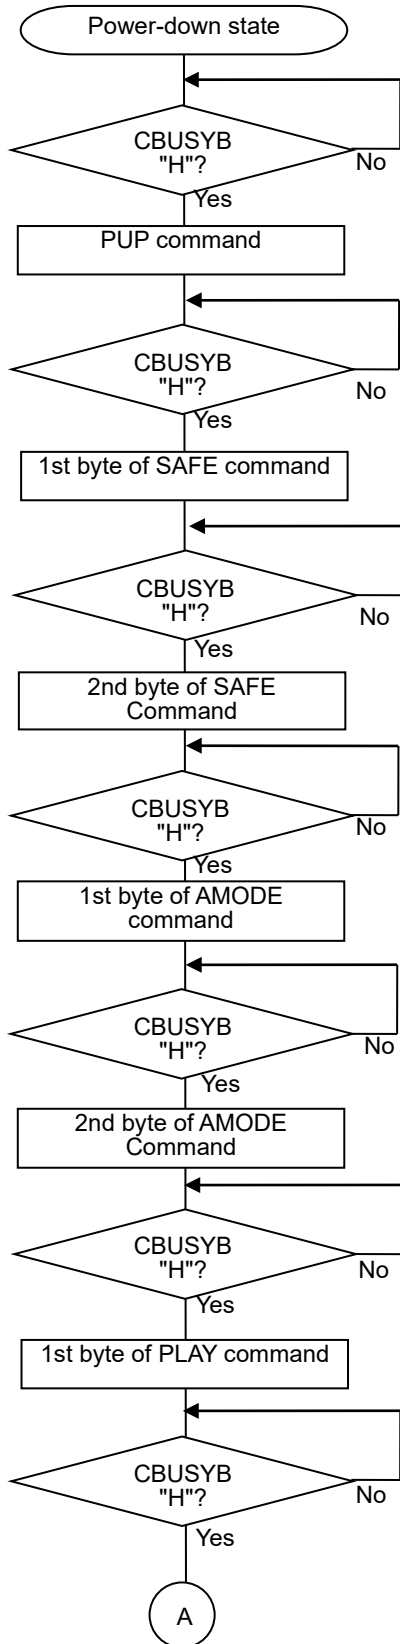 Power-down state
CBUSYB
"H"?
No
Yes
PUP command
CBUSYB
"H"?
No
Yes
1st byte of SAFE command
CBUSYB
"H"?
No
Yes
2nd byte of SAFE
Command
CBUSYB
"H"?
No
Yes
1st byte of AMODE
command
CBUSYB
"H"?
No
Yes
2nd byte of AMODE
Command
CBUSYB
"H"?
No
Yes
1st byte of PLAY command
CBUSYB
"H"?
No
Yes
A